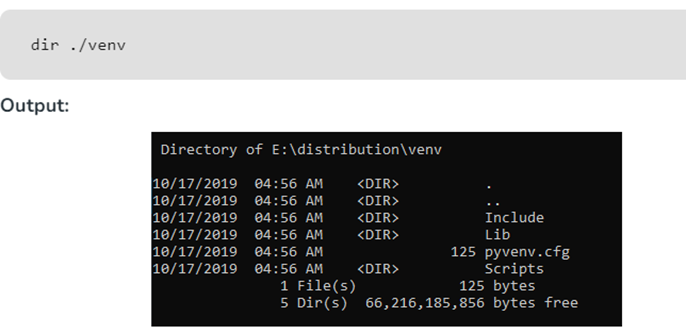 dir ./venv
Output:
Directory of E:\distribution\venv
10/17/2019 04:56 AM <DIR> .
10/17/2019 04:56 AM <DIR> ..
10/17/2019 04:56 AM <DIR> Include
10/17/2019 04:56 AM <DIR> Lib
10/17/2019 04:56 AM 125 pyvenv.cfg
10/17/2019 04:56 AM <DIR> Scripts
1 File(s) 125 bytes
5 Dir(s) 66,216,185,856 bytes free